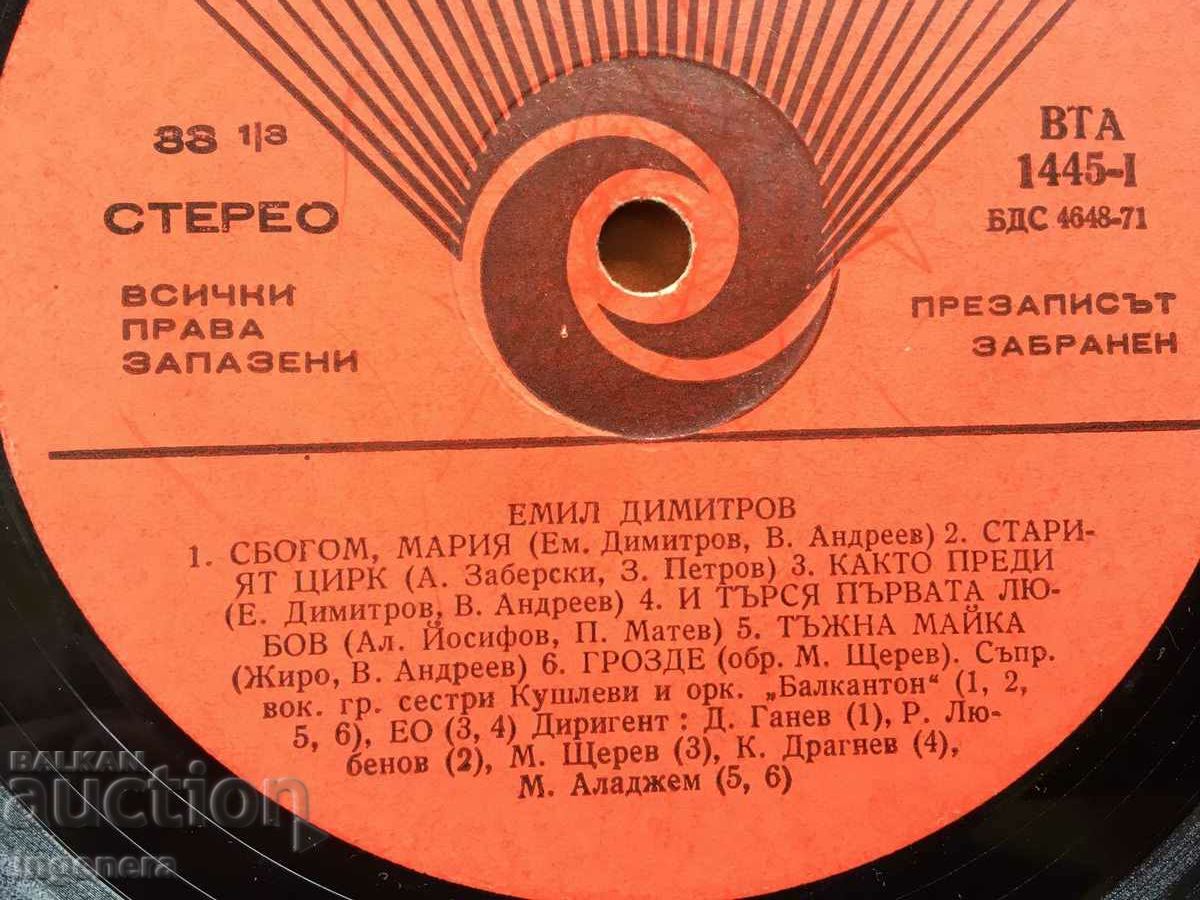 33 1/3
СТЕРЕО
ВСИЧКИ
ПРАВА
ЗАПАЗЕНИ
ВТА
1445-I
БДС 4648-71
ПРЕЗАПИСЪТ
ЗАБРАНЕН
ЕМИЛ ДИМИТРОВ
1. СБОГОМ, МАРИЯ (Ем. Димитров, В. Андреев) 2. СТАРИ-
ЯТ ЦИРК (А. Заберски, З. Петров) 3. КАКТО ПРЕДИ
(Е. Димитров, В. Андреев) 4. И ТЪРСЯ ПЪРВАТА ЛЮ-
БОВ (Ал. Йосифов, П. Матев) 5. ТЪЖНА МАЙКА
(Жиро, В. Андреев) 6. ГРОЗДЕ (обр. М. Щерев). Съпр.
вок. гр. сестри Кушлеви и орк. „Балкантон“ (1, 2,
5, 6), ЕО (3, 4) Диригент : Д. Ганев (1), Р. Лю-
бенов (2), М. Щерев (3), К. Драгнев (4),
М. Аладжем (5, 6)
BALKAN
auction
ingenera